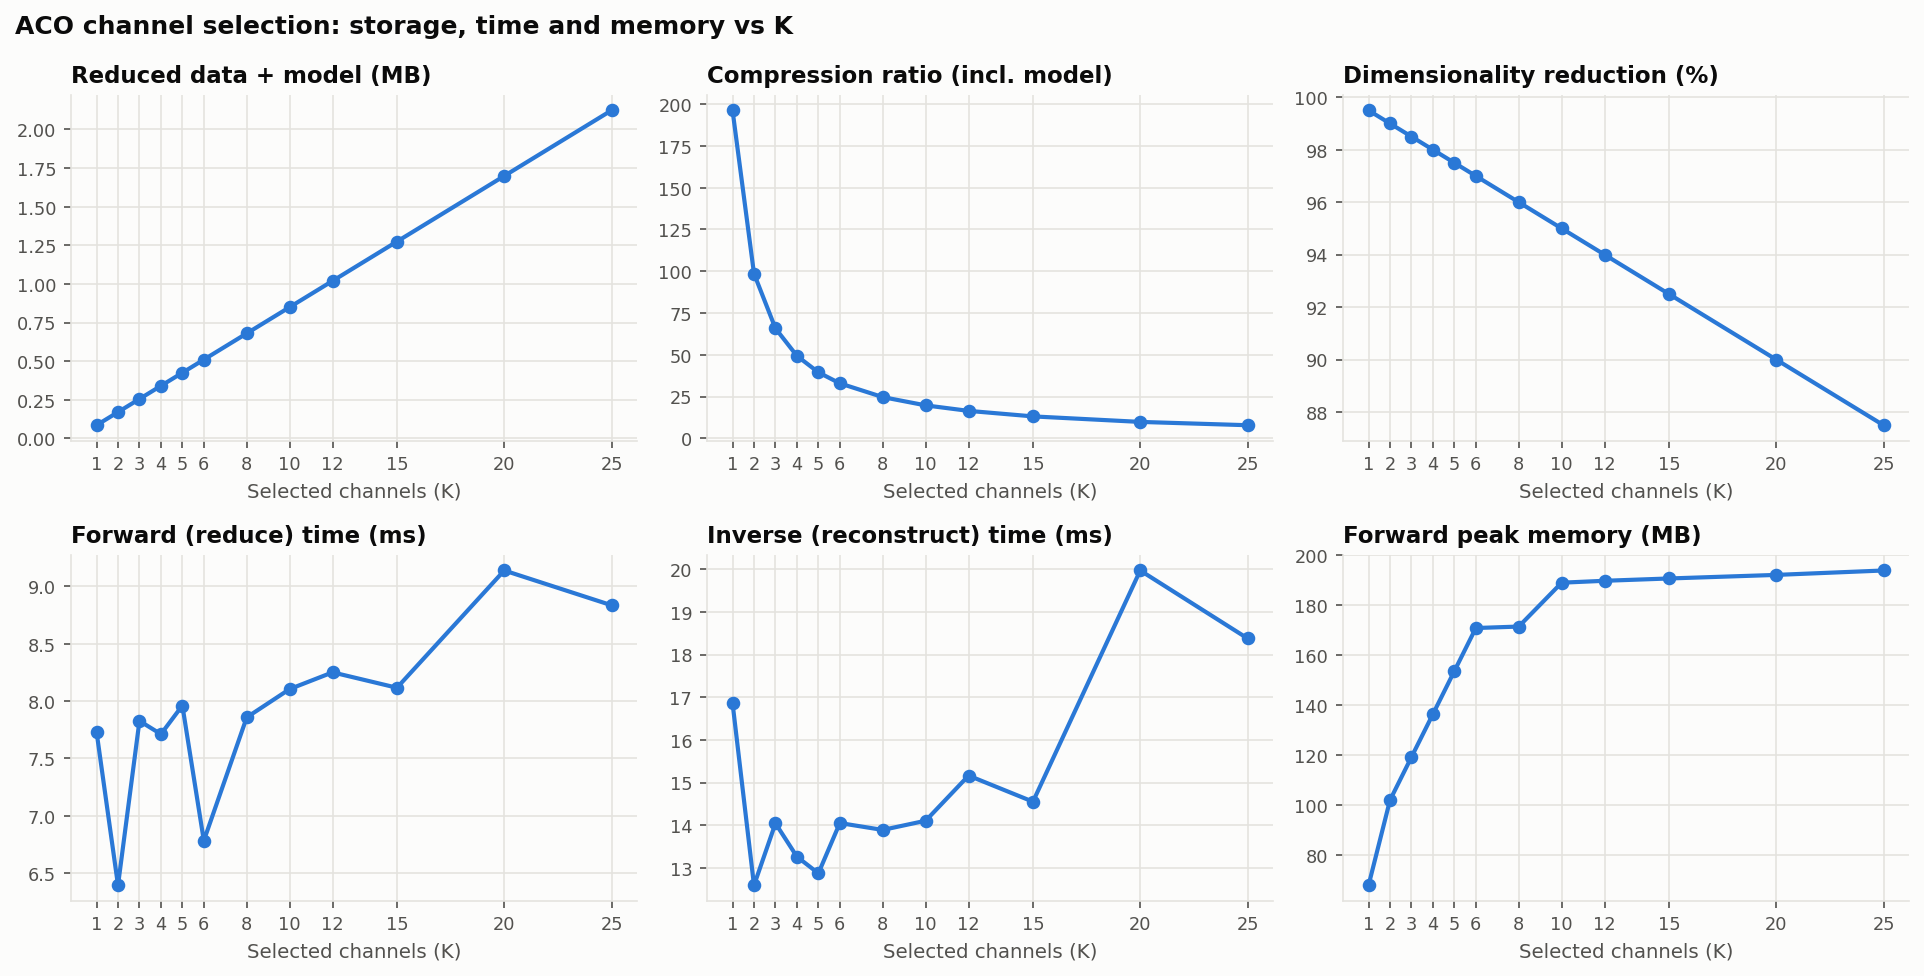 ACO channel selection: storage, time and memory vs K
Reduced data + model (MB)
2.00
1.75
1.50
1.25
1.00
0.75
0.50
0.25
0.00
1 2 3 4 5 6 8 10 12 15 20 25
Selected channels (K)
Compression ratio (incl. model)
200
175
150
125
100
75
50
25
0
1 2 3 4 5 6 8 10 12 15 20 25
Selected channels (K)
Dimensionality reduction (%)
100
98
96
94
92
90
88
1 2 3 4 5 6 8 10 12 15 20 25
Selected channels (K)
Forward (reduce) time (ms)
9.0
8.5
8.0
7.5
7.0
6.5
1 2 3 4 5 6 8 10 12 15 20 25
Selected channels (K)
Inverse (reconstruct) time (ms)
20
19
18
17
16
15
14
13
1 2 3 4 5 6 8 10 12 15 20 25
Selected channels (K)
Forward peak memory (MB)
200
180
160
140
120
100
80
1 2 3 4 5 6 8 10 12 15 20 25
Selected channels (K)